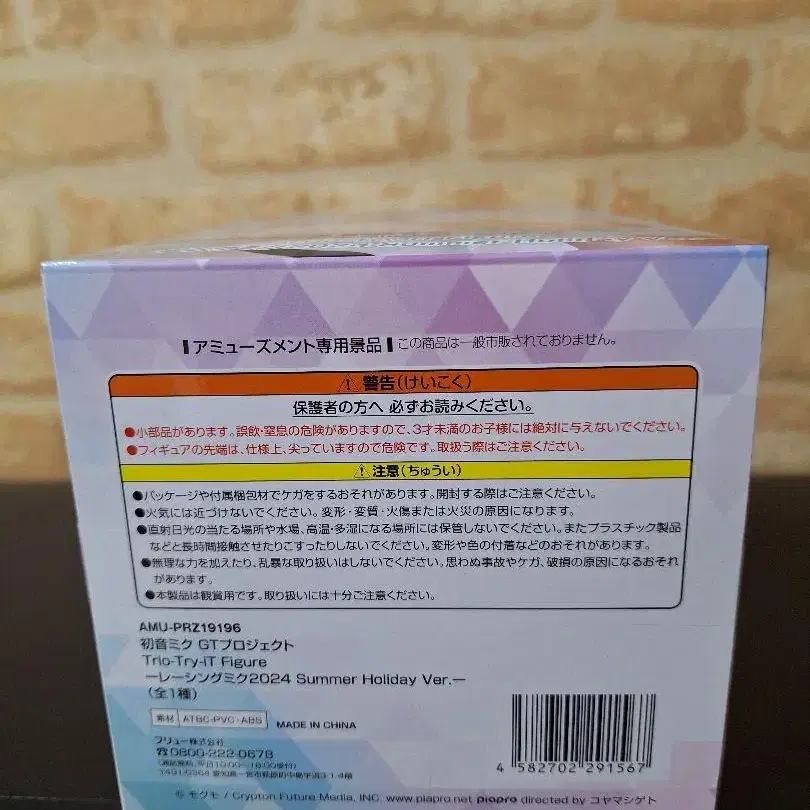 アミューズメント専用景品 この商品は一般市販されておりません。
⚠警告(けいこく)
保護者の方へ 必ずお読みください。
●小部品があります。誤飲・窒息の危険がありますので、3才未満のお子様には絶対に与えないでください。
●フィギュアの先端は、仕様上、尖っていますので危険です。取扱う際はご注意ください。
⚠注意(ちゅうい)
●パッケージや付属梱包材でケガをするおそれがあります。開封する際はご注意ください。
●火気には近づけないでください。変形・変質・火傷または火災の原因になります。
●直射日光の当たる場所や水場、高温・多湿になる場所には保管しないでください。またプラスチック製品
などと長時間接触させたりこすったりしないでください。変形や色の付着などのおそれがあります。
●無理な力を加えたり、乱暴な取り扱いはしないでください。思わぬ事故やケガ、破損の原因になるおそれ
があります。
●本製品は観賞用です。取り扱いには十分ご注意ください。
AMU-PRZ19196
初音ミク GTプロジェクト
Trio-Try-iT Figure
ーレーシングミク2024 Summer Holiday Ver.ー
(全1種)
素材 ATBC-PVC・ABS MADE IN CHINA
フリュー株式会社
☎0800-222-0678
(通話無料、平日10:00~18:00受付)
4 582702 291567
© モグモ / Crypton Future Media, INC. www.piapro.net piapro directed by コヤマシゲト